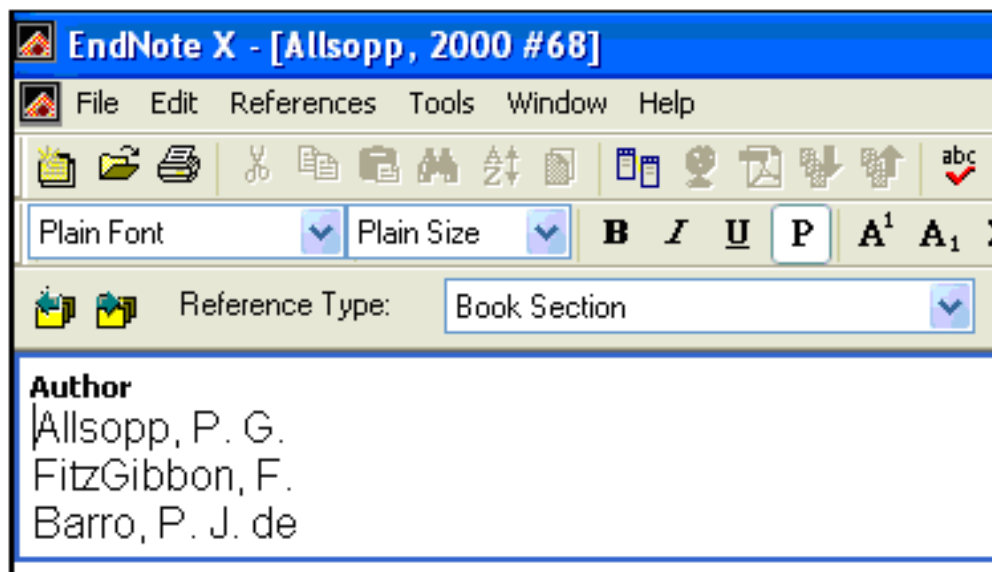 EndNote X - [Allsopp, 2000 #68]
File Edit References Tools Window Help
abc
Plain Font Plain Size B I U P A1 A1
Reference Type: Book Section
Author
Allsopp, P. G.
FitzGibbon, F.
Barro, P. J. de